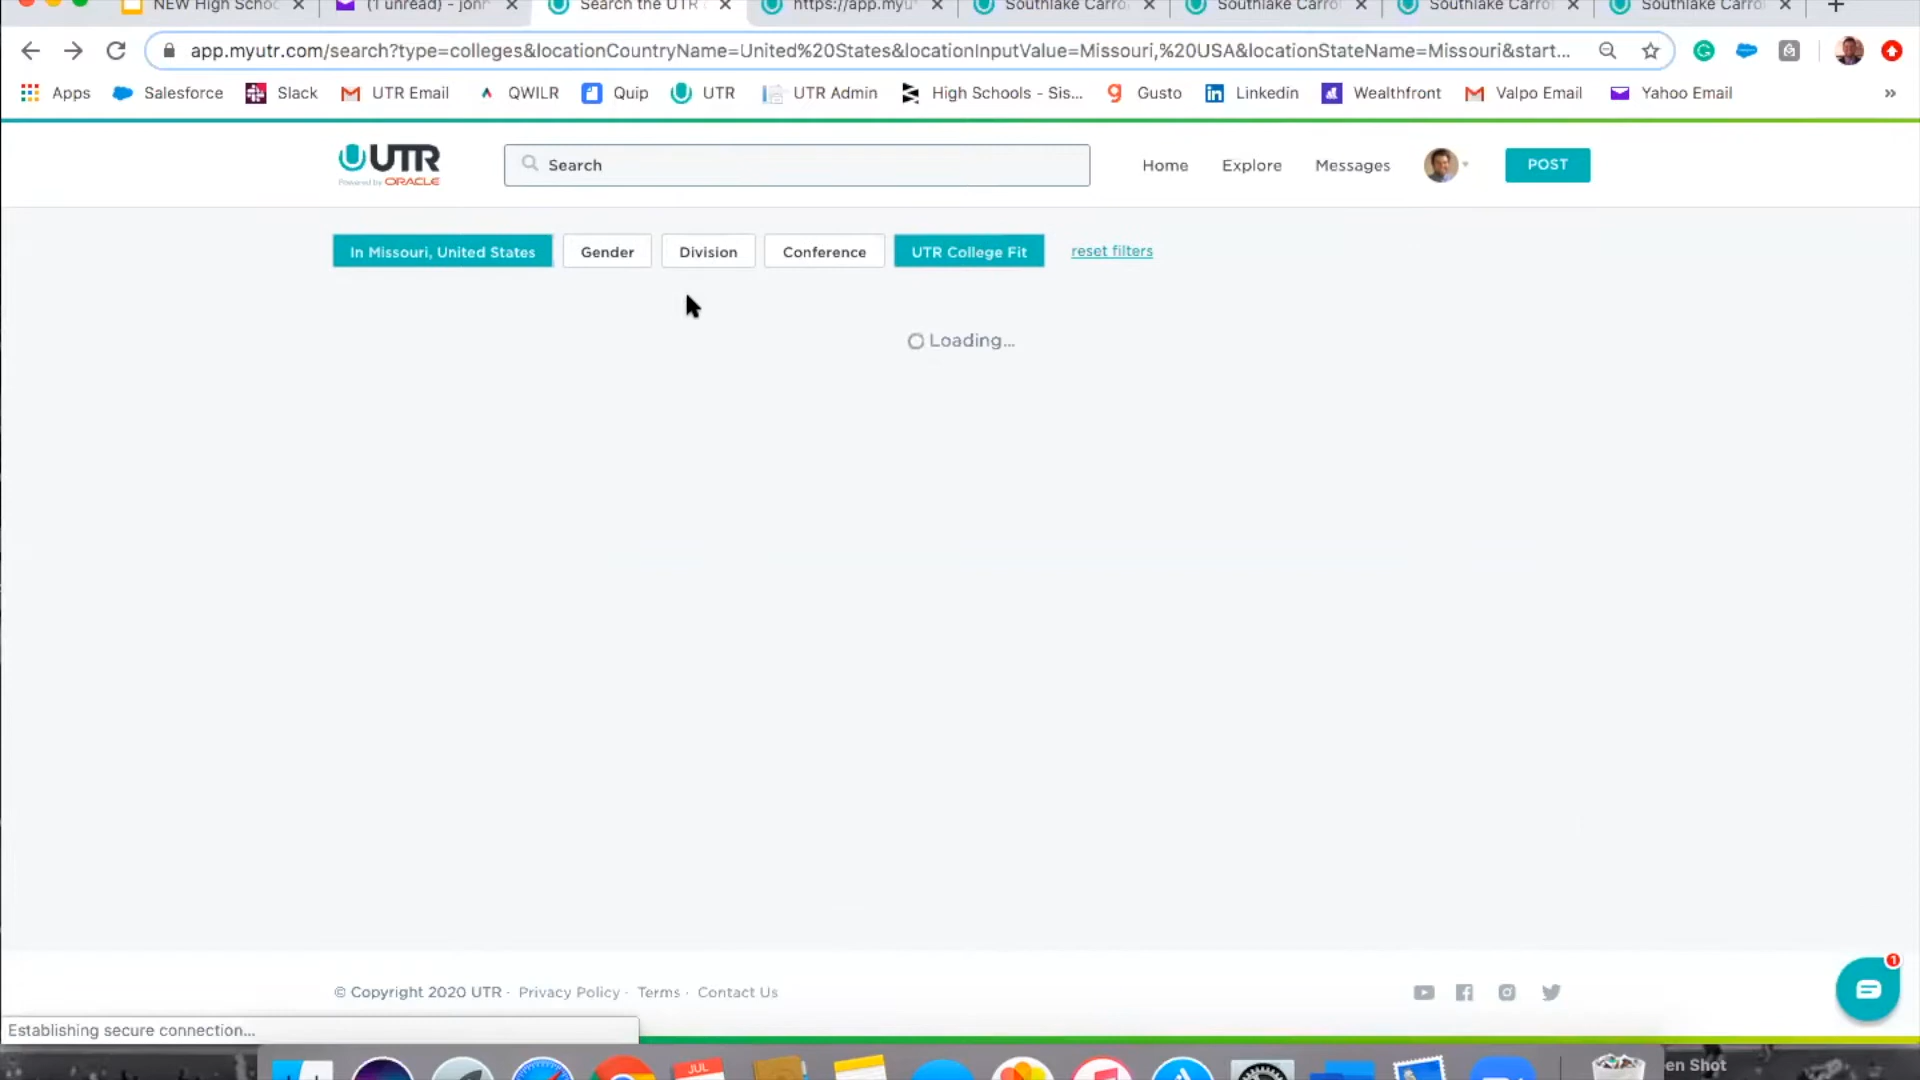 NEW High Schoo
(1 unread) - john
Search the UTR
https://app.myu
Southlake Carro
Southlake Carro
Southlake Carro
Southlake Carro
app.myutr.com/search?type=colleges&locationCountryName=United%20States&locationInputValue=Missouri,%20USA&locationStateName=Missouri&start...
Apps Salesforce Slack UTR Email QWILR Quip UTR UTR Admin High Schools - Sis... Gusto Linkedin Wealthfront Valpo Email Yahoo Email »
UTR
Powered by ORACLE
Search
Home Explore Messages POST
In Missouri, United States Gender Division Conference UTR College Fit reset filters
Loading...
1
© Copyright 2020 UTR · Privacy Policy · Terms · Contact Us
Establishing secure connection...
JUL
en Shot